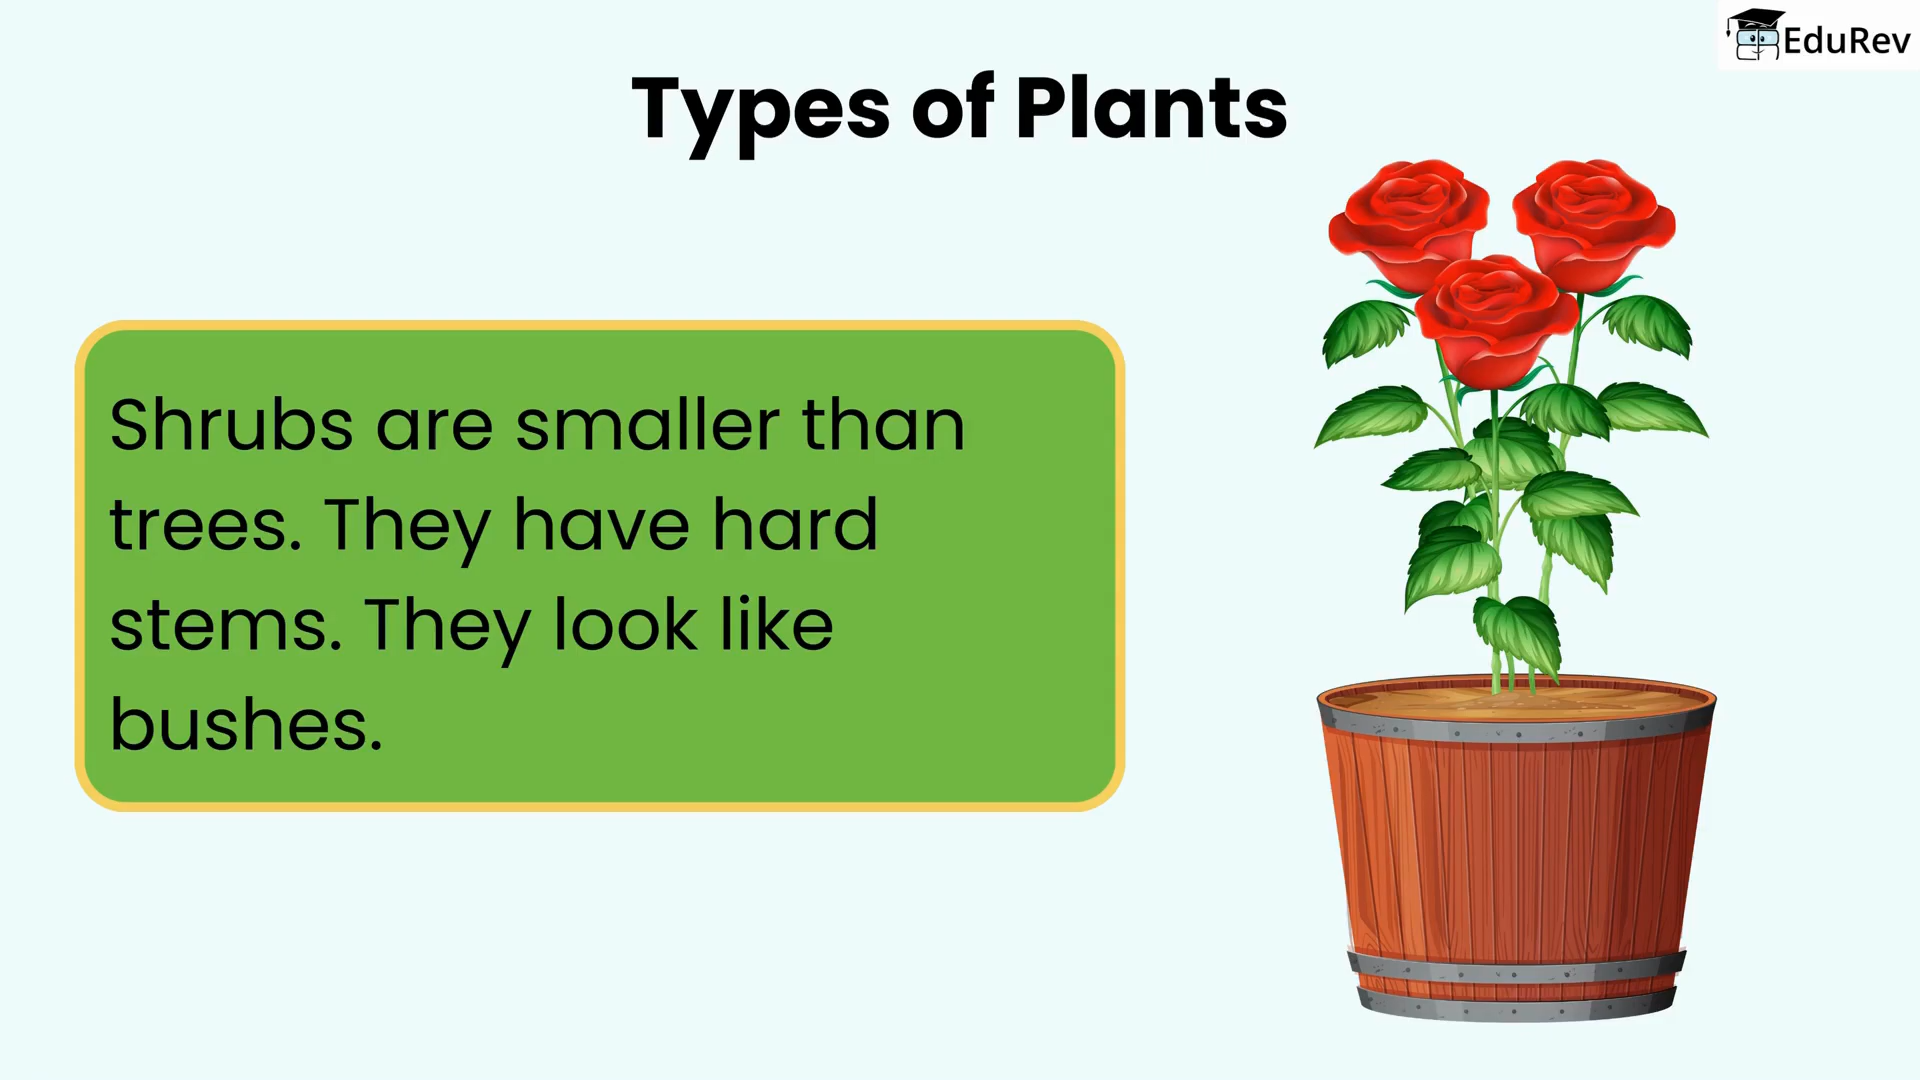 EduRev
Types of Plants
Shrubs are smaller than
trees. They have hard
stems. They look like
bushes.